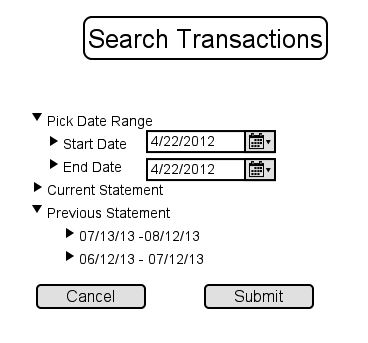 Search Transactions
Pick Date Range
Start Date 4/22/2012
End Date 4/22/2012
Current Statement
Previous Statement
07/13/13 -08/12/13
06/12/13 - 07/12/13
Cancel Submit